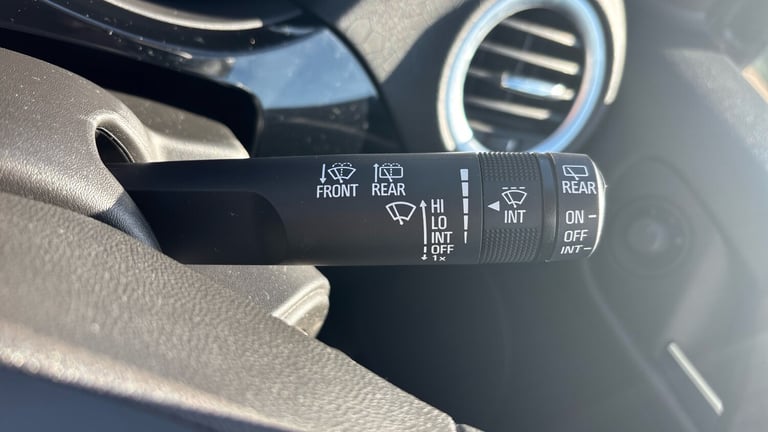 FRONT REAR
HI
LO
INT
OFF
1x
INT
REAR
ON
OFF
INT